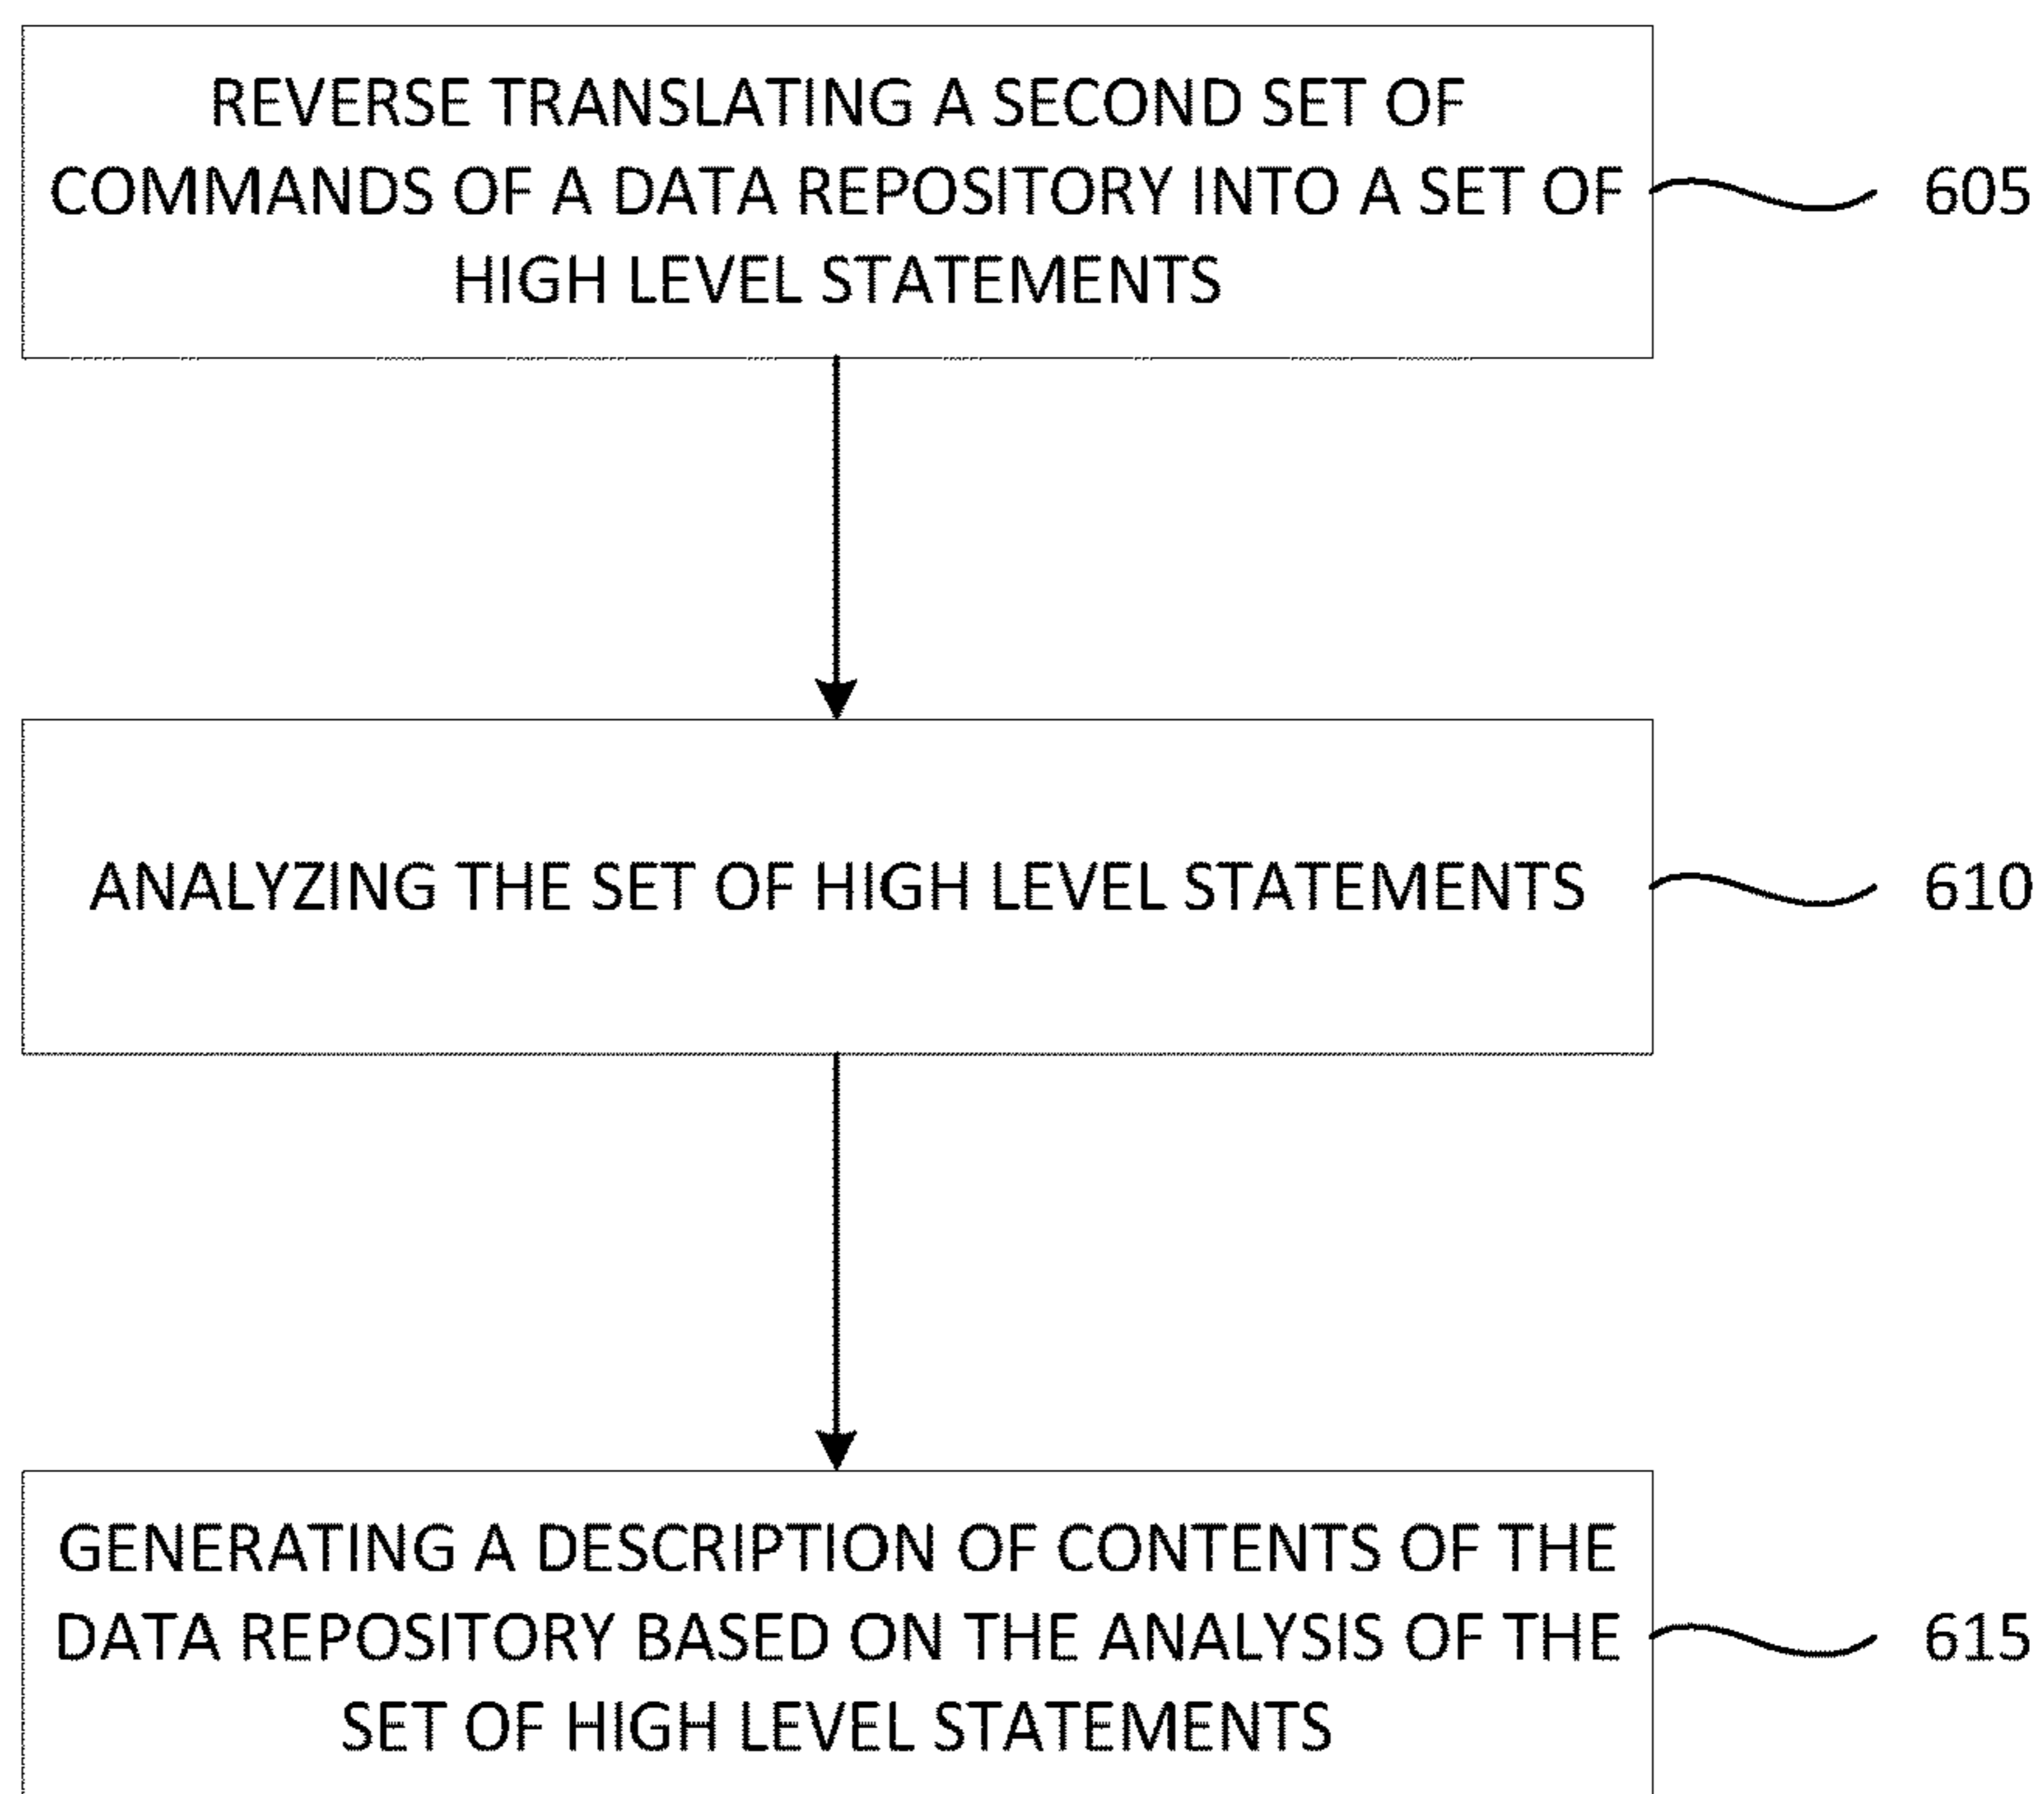 REVERSE TRANSLATING A SECOND SET OF
COMMANDS OF A DATA REPOSITORY INTO A SET OF
HIGH LEVEL STATEMENTS
605
ANALYZING THE SET OF HIGH LEVEL STATEMENTS
610
GENERATING A DESCRIPTION OF CONTENTS OF THE
DATA REPOSITORY BASED ON THE ANALYSIS OF THE
SET OF HIGH LEVEL STATEMENTS
615